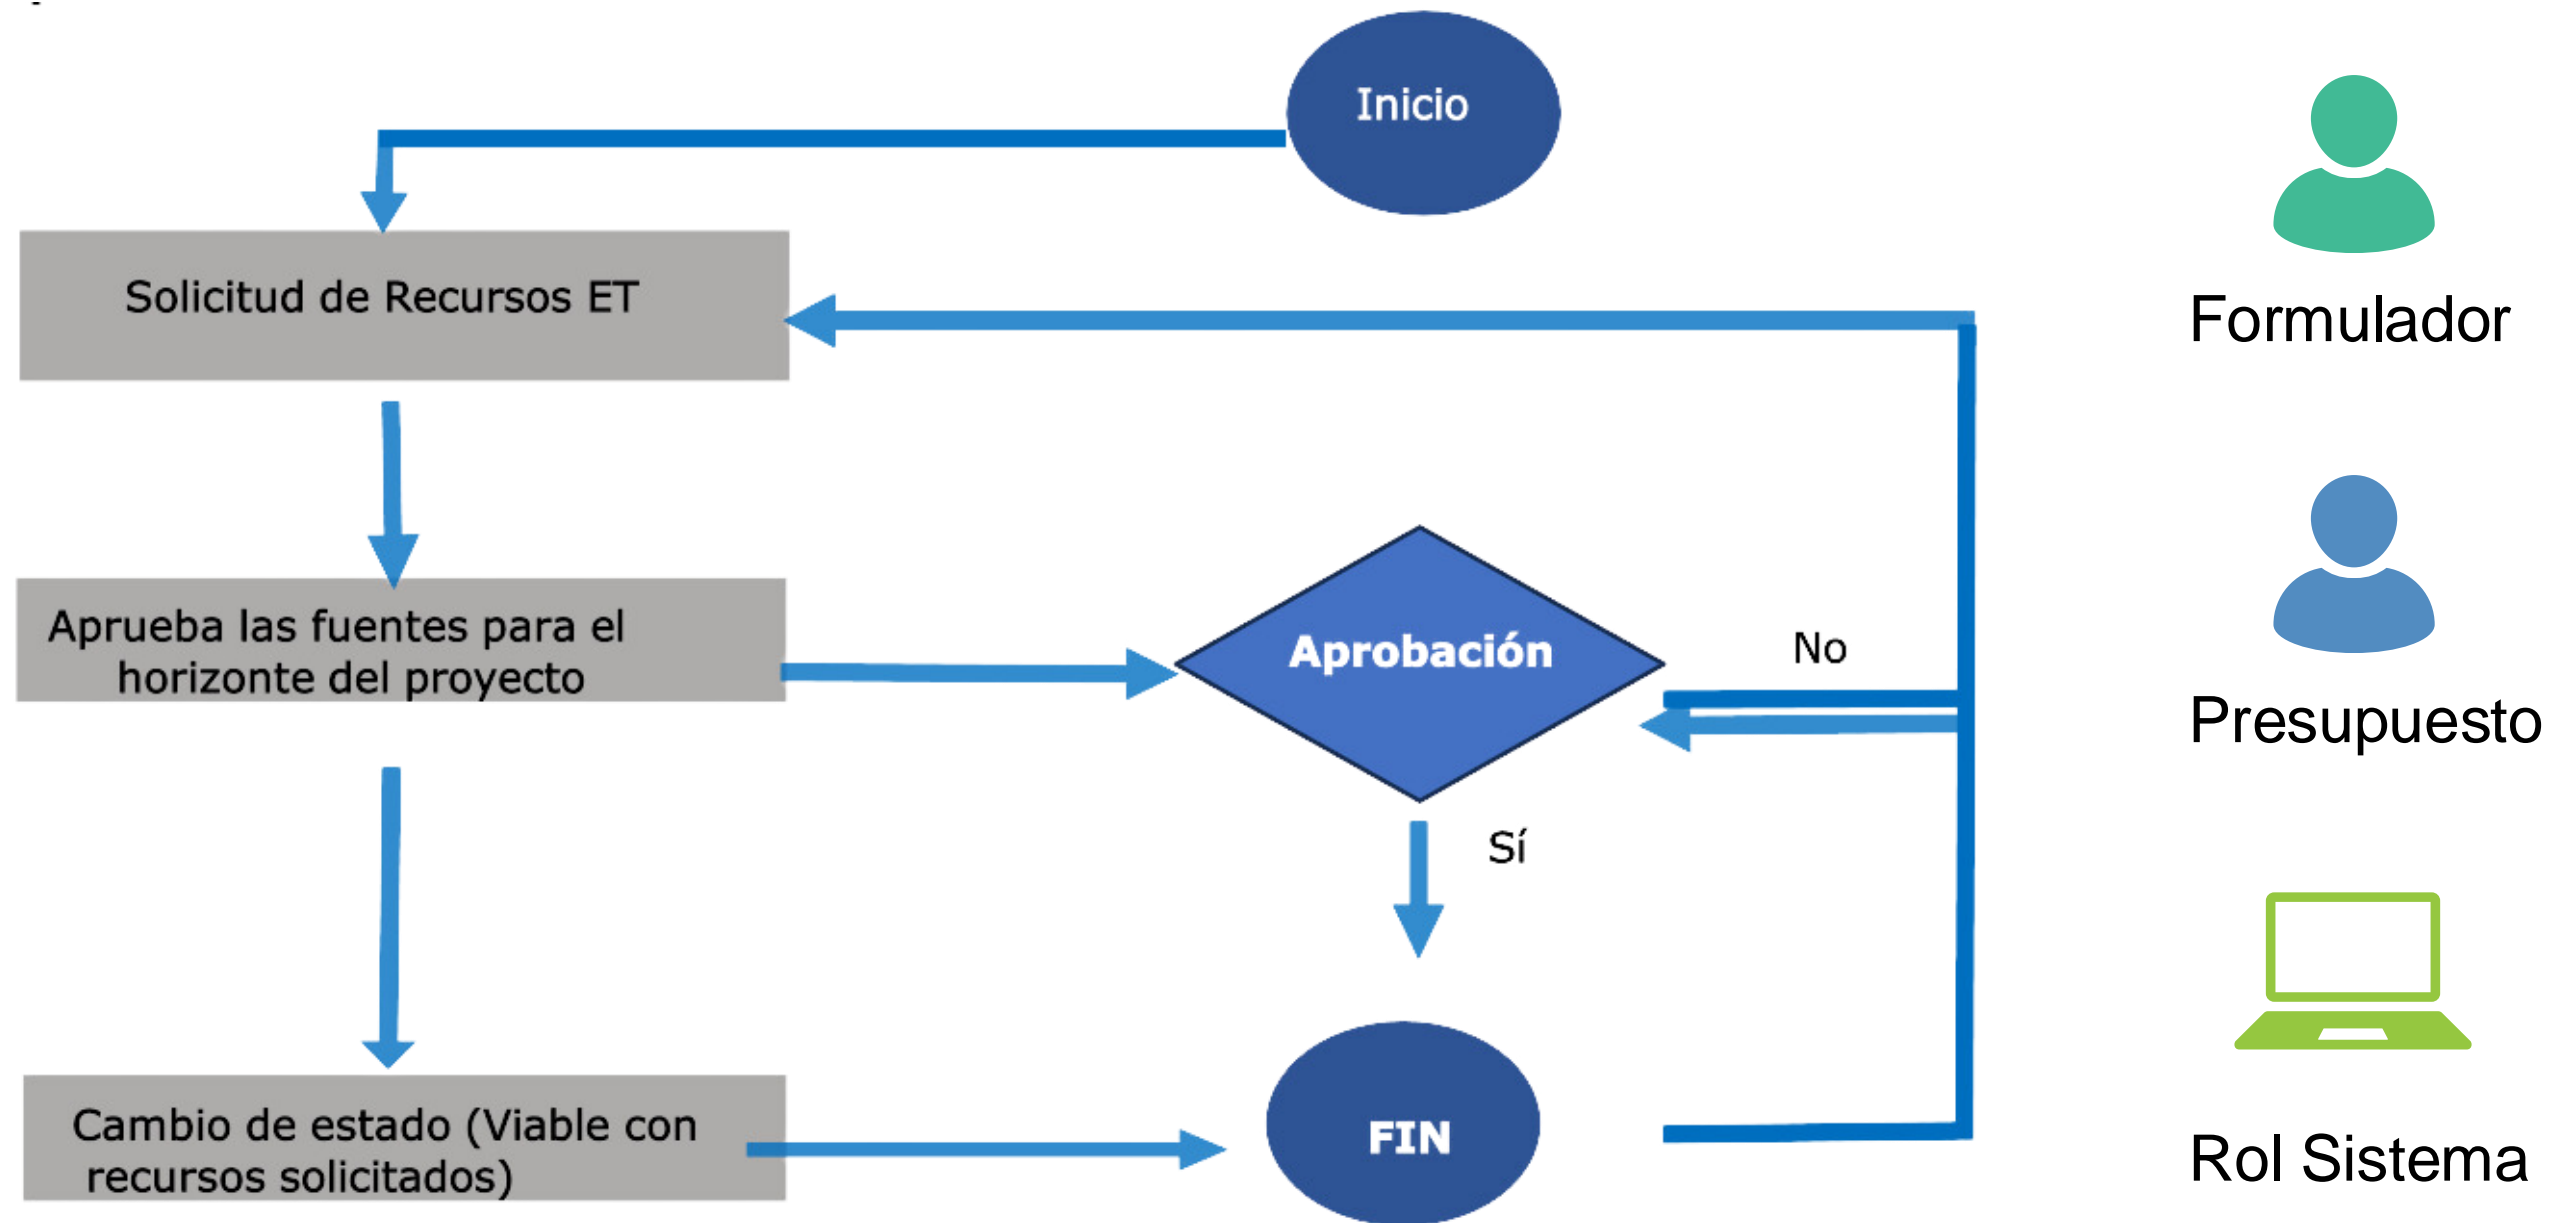 Inicio
Solicitud de Recursos ET
Formulador
Aprueba las fuentes para el
horizonte del proyecto
Aprobación
No
Presupuesto
Sí
Cambio de estado (Viable con
recursos solicitados)
FIN
Rol Sistema